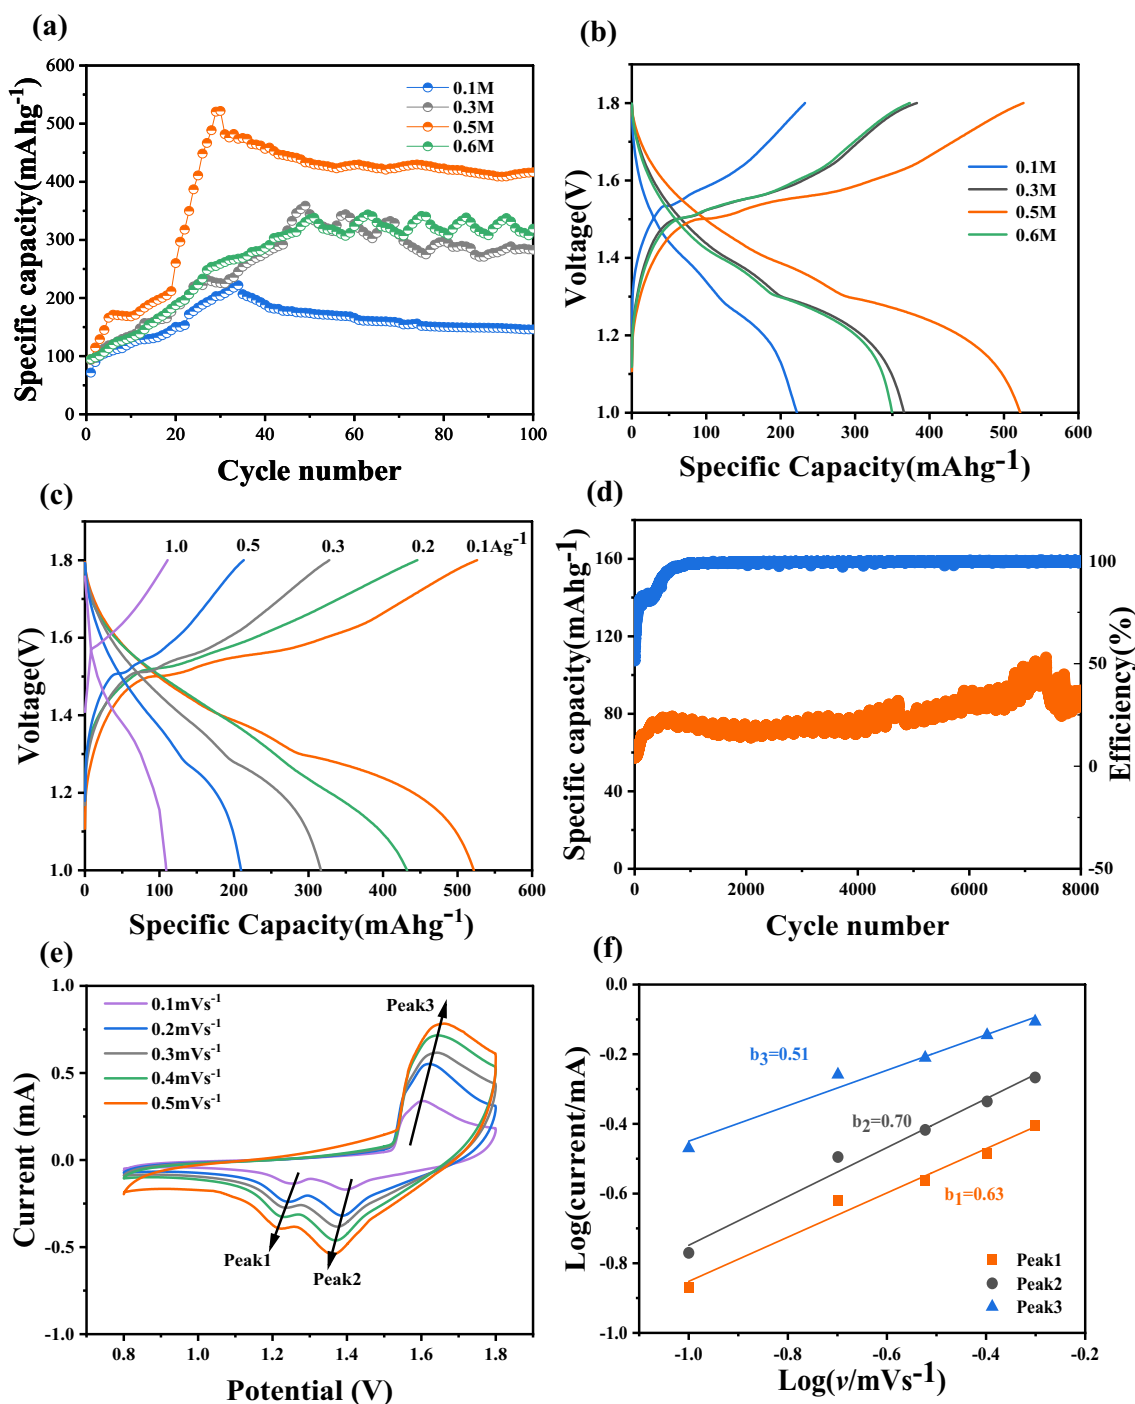 (a)
Specific capacity(mAhg-1)
600
500
400
300
200
100
0
0.1M
0.3M
0.5M
0.6M
0 20 40 60 80 100
Cycle number
(b)
Voltage(V)
1.8
1.6
1.4
1.2
1.0
0.1M
0.3M
0.5M
0.6M
0 100 200 300 400 500 600
Specific Capacity(mAhg-1)
(c)
Voltage(V)
1.8
1.6
1.4
1.2
1.0
1.0 0.5 0.3 0.2 0.1Ag-1
0 100 200 300 400 500 600
Specific Capacity(mAhg-1)
(d)
Specific capacity(mAhg-1)
160
120
80
40
0
100
50
0
-50
Efficiency(%)
0 2000 4000 6000 8000
Cycle number
(e)
Current (mA)
1.0
0.5
0.0
-0.5
-1.0
0.1mVs-1
0.2mVs-1
0.3mVs-1
0.4mVs-1
0.5mVs-1
Peak3
Peak1
Peak2
0.8 1.0 1.2 1.4 1.6 1.8
Potential (V)
(f)
Log(current/mA)
0.0
-0.2
-0.4
-0.6
-0.8
-1.0
b3=0.51
b2=0.70
b1=0.63
Peak1
Peak2
Peak3
-1.0 -0.8 -0.6 -0.4 -0.2
Log(v/mVs-1)